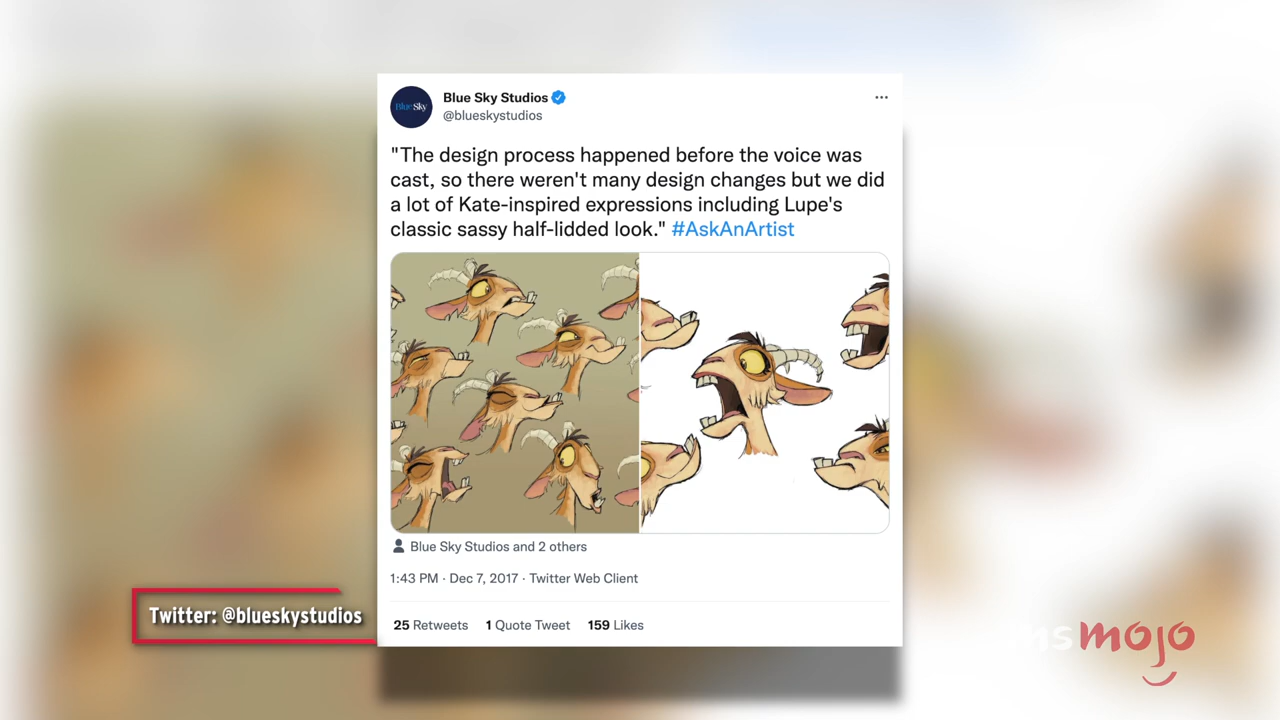 Blue Sky
Blue Sky Studios
@blueskystudios
"The design process happened before the voice was
cast, so there weren't many design changes but we did
a lot of Kate-inspired expressions including Lupe's
classic sassy half-lidded look." #AskAnArtist
Blue Sky Studios and 2 others
1:43 PM · Dec 7, 2017 · Twitter Web Client
25 Retweets 1 Quote Tweet 159 Likes
Twitter: @blueskystudios
msmojo